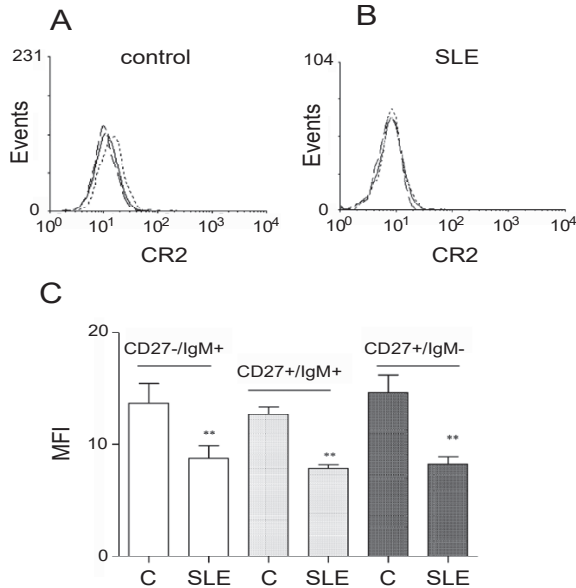 A
control
231
Events
0
10⁰ 10¹ 10² 10³ 10⁴
CR2
B
SLE
104
Events
0
10⁰ 10¹ 10² 10³ 10⁴
CR2
C
20
10
0
MFI
CD27-/IgM+
CD27+/IgM+
CD27+/IgM-
**
**
**
C SLE C SLE C SLE